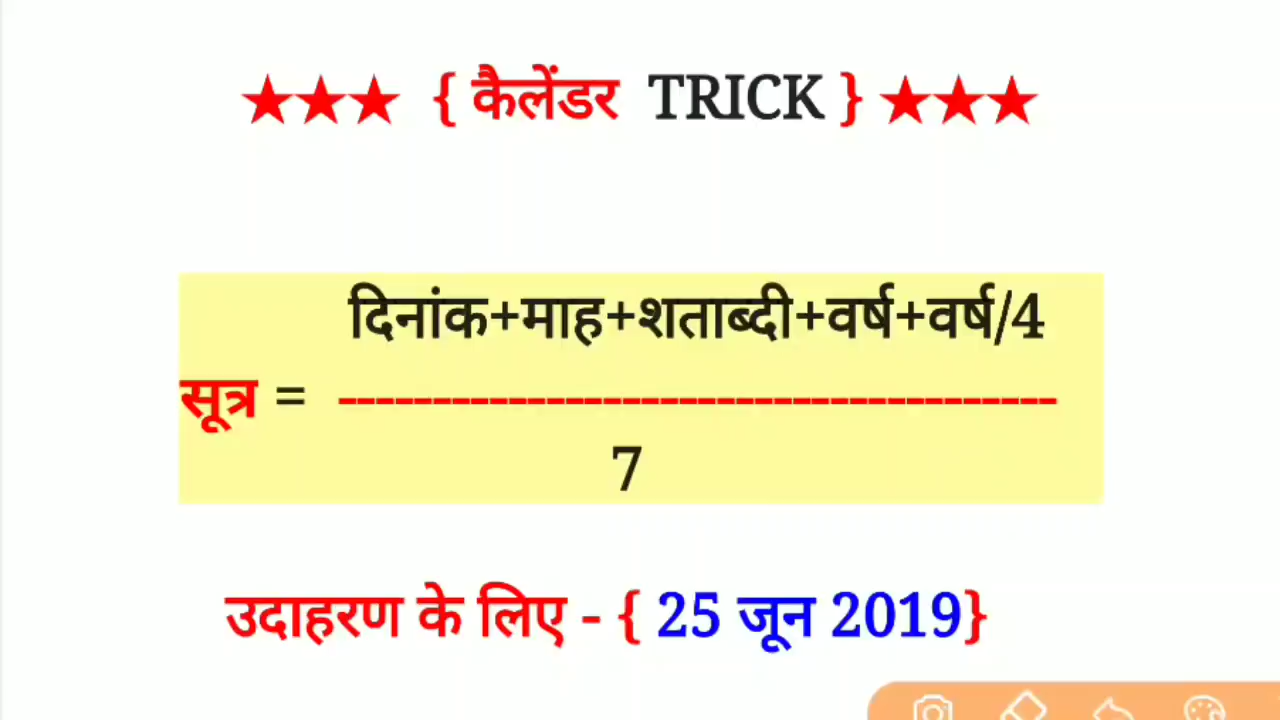 ★★★ { कैलेंडर TRICK } ★★★
दिनांक+माह+शताब्दी+वर्ष+वर्ष/4
सूत्र = --------------------------------------
7
उदाहरण के लिए - { 25 जून 2019}